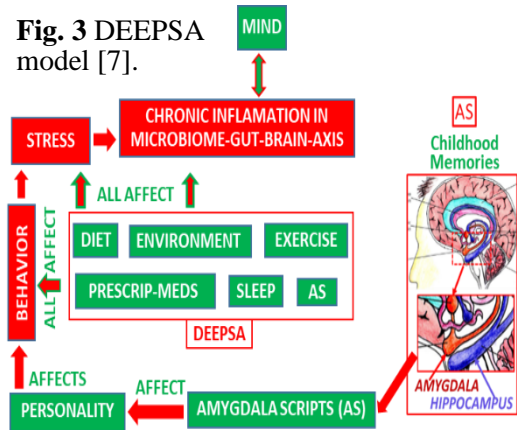 Fig. 3 DEEPSA
model [7].
MIND
CHRONIC INFLAMATION IN
MICROBIOME-GUT-BRAIN-AXIS
STRESS
AS
Childhood
Memories
ALL AFFECT
DIET
ENVIRONMENT
EXERCISE
BEHAVIOR
ALL AFFECT
PRESCRIP-MEDS
SLEEP
AS
DEEPSA
AMYGDALA
HIPPOCAMPUS
AFFECTS
AFFECT
PERSONALITY
AMYGDALA SCRIPTS (AS)